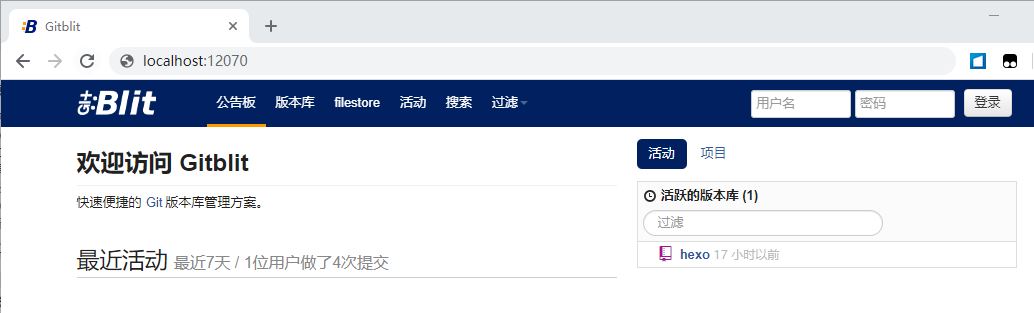 Gitblit
localhost:12070
Blit 公告板 版本库 filestore 活动 搜索 过滤 用户名 密码 登录
欢迎访问 Gitblit
快速便捷的 Git 版本库管理方案。
最近活动 最近7天 / 1位用户做了4次提交
活动 项目
活跃的版本库 (1)
过滤
hexo 17 小时以前